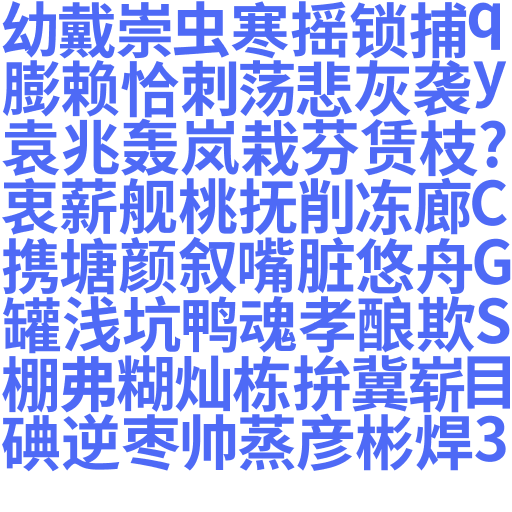 幼戴崇虫寒摇锁捕q
膨赖恰刺荡悲灰袭y
袁兆轰岚栽芬赁枝?
衷薪舰桃抚削冻廊C
携塘颜叙嘴脏悠舟G
罐浅坑鸭魂孝酿欺S
棚弗糊灿栋拚冀崭目
碘逆枣帅蒸彦彬焊3